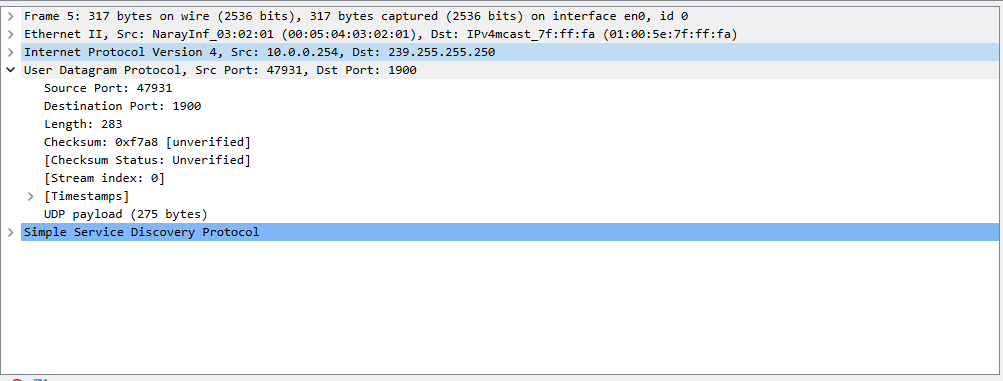 Frame 5: 317 bytes on wire (2536 bits), 317 bytes captured (2536 bits) on interface en0, id 0
Ethernet II, Src: NarayInf_03:02:01 (00:05:04:03:02:01), Dst: IPv4mcast_7f:ff:fa (01:00:5e:7f:ff:fa)
Internet Protocol Version 4, Src: 10.0.0.254, Dst: 239.255.255.250
User Datagram Protocol, Src Port: 47931, Dst Port: 1900
Source Port: 47931
Destination Port: 1900
Length: 283
Checksum: 0xf7a8 [unverified]
[Checksum Status: Unverified]
[Stream index: 0]
[Timestamps]
UDP payload (275 bytes)
Simple Service Discovery Protocol